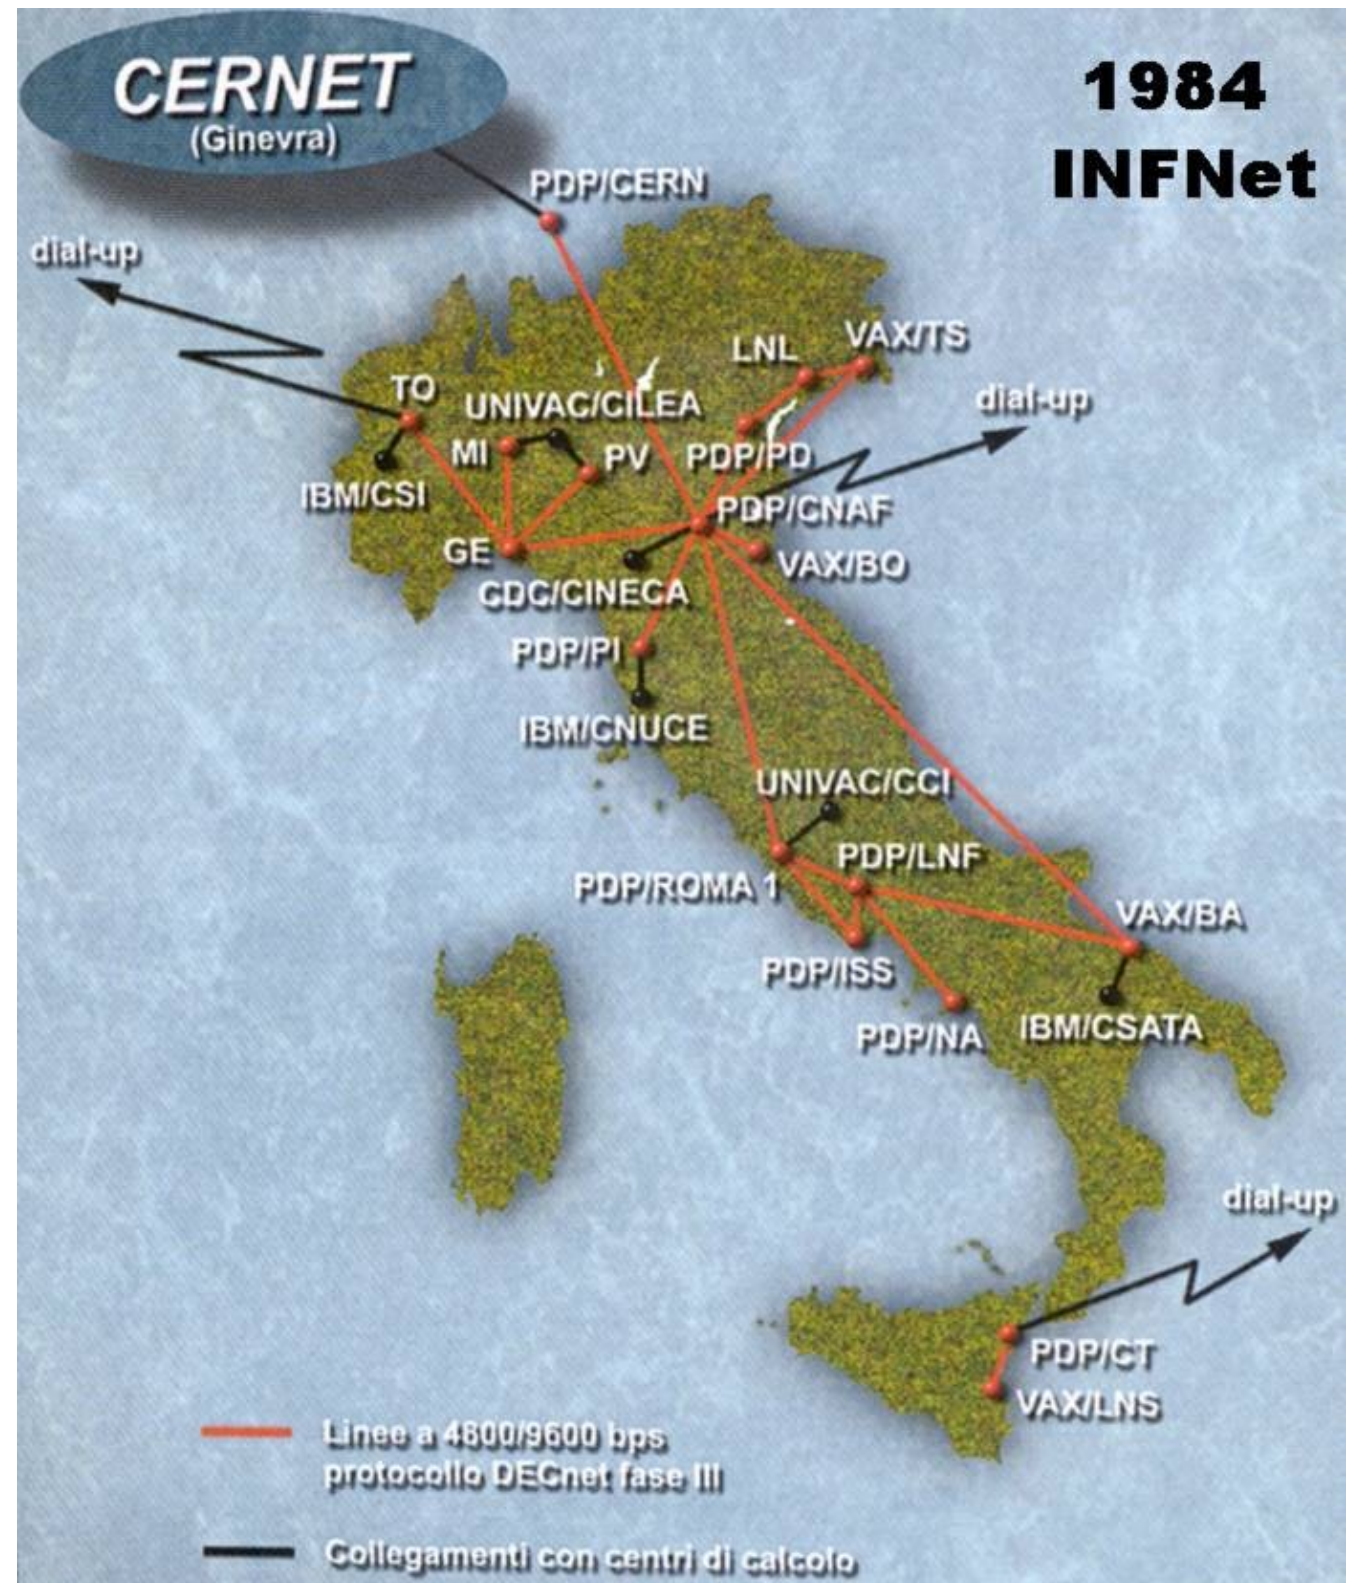 CERNET
(Ginevra)
1984
INFNet
PDP/CERN
dial-up
VAX/TS
LNL
TO
UNIVAC/CILEA
dial-up
MI
PV
PDP/PD
IBM/CSI
PDP/CNAF
GE
VAX/BO
CDC/CINECA
PDP/PI
IBM/CNUCE
UNIVAC/CCI
PDP/LNF
PDP/ROMA 1
VAX/BA
PDP/ISS
PDP/NA
IBM/CSATA
dial-up
PDP/CT
VAX/LNS
Linee a 4800/9600 bps
protocollo DECnet fase III
Collegamenti con centri di calcolo